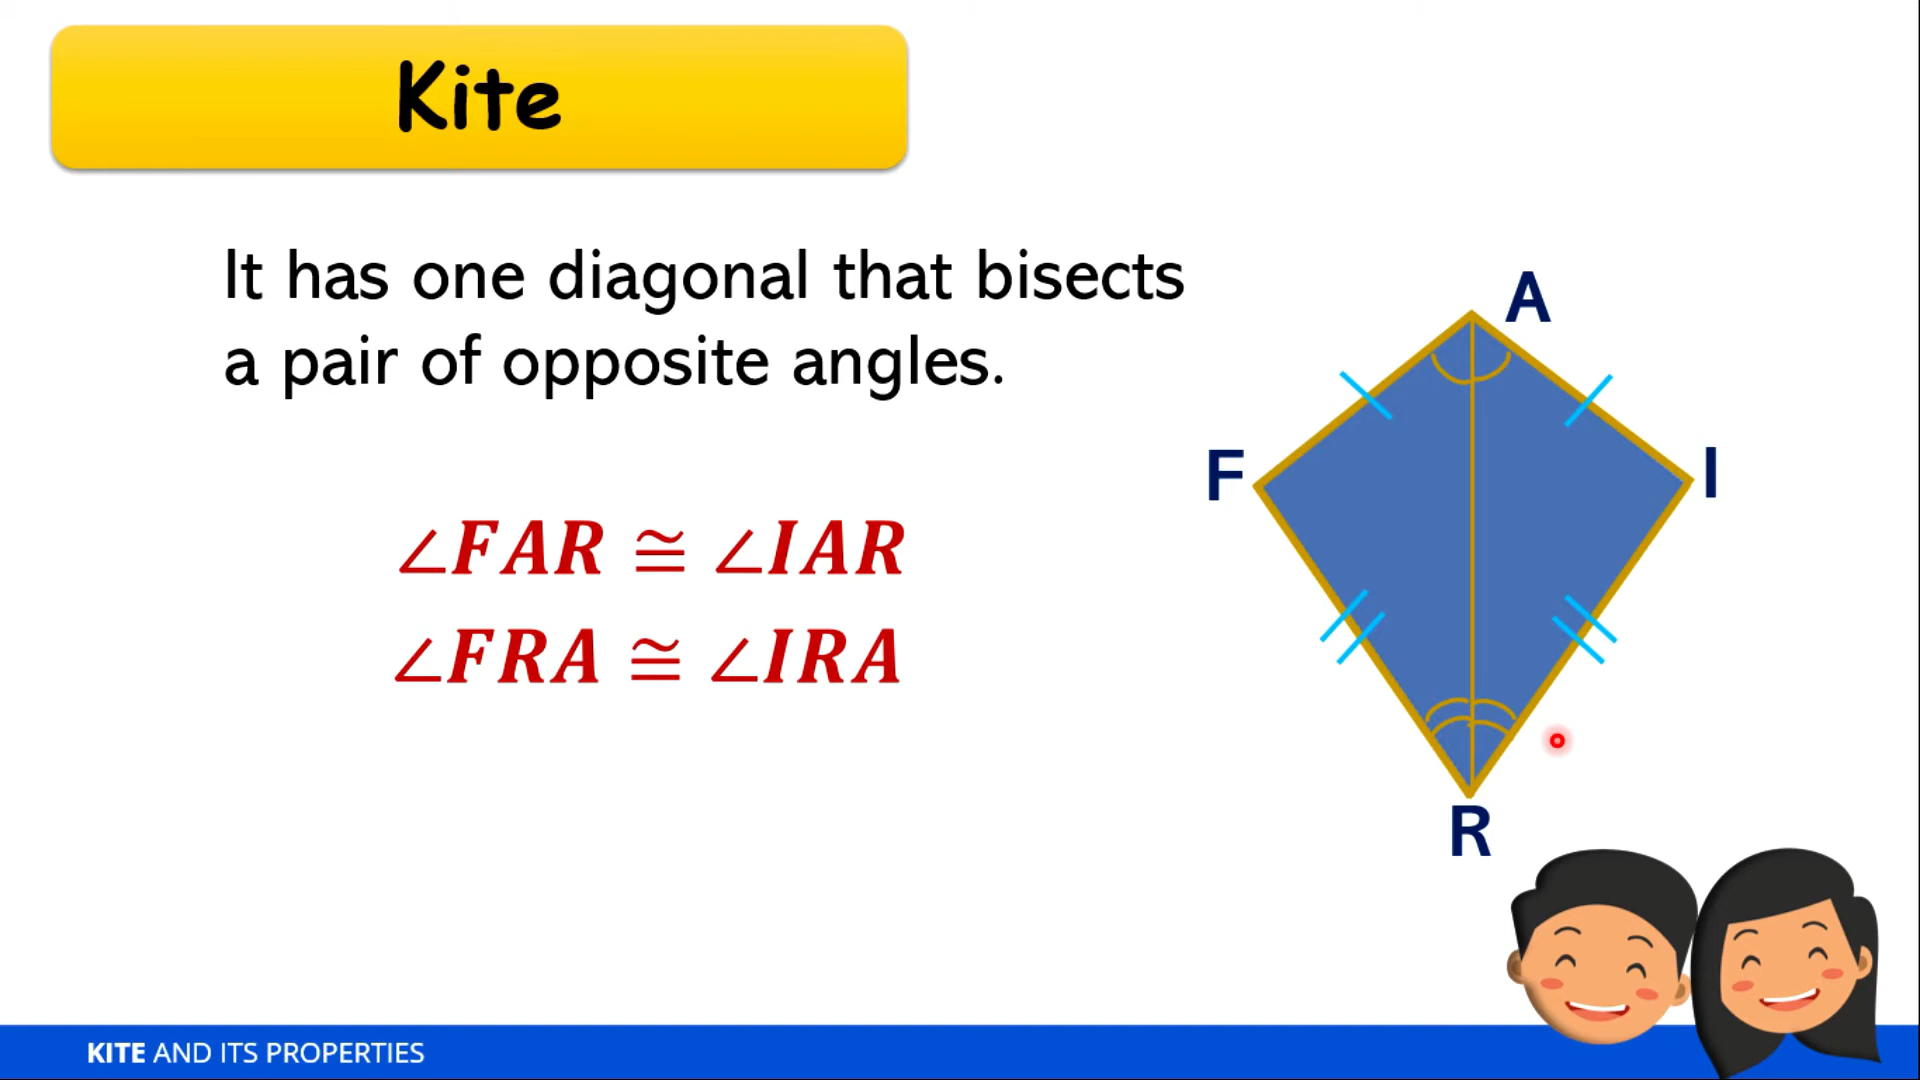 Kite
It has one diagonal that bisects
a pair of opposite angles.
∠FAR ≅ ∠IAR
∠FRA ≅ ∠IRA
A
F
I
R
KITE AND ITS PROPERTIES